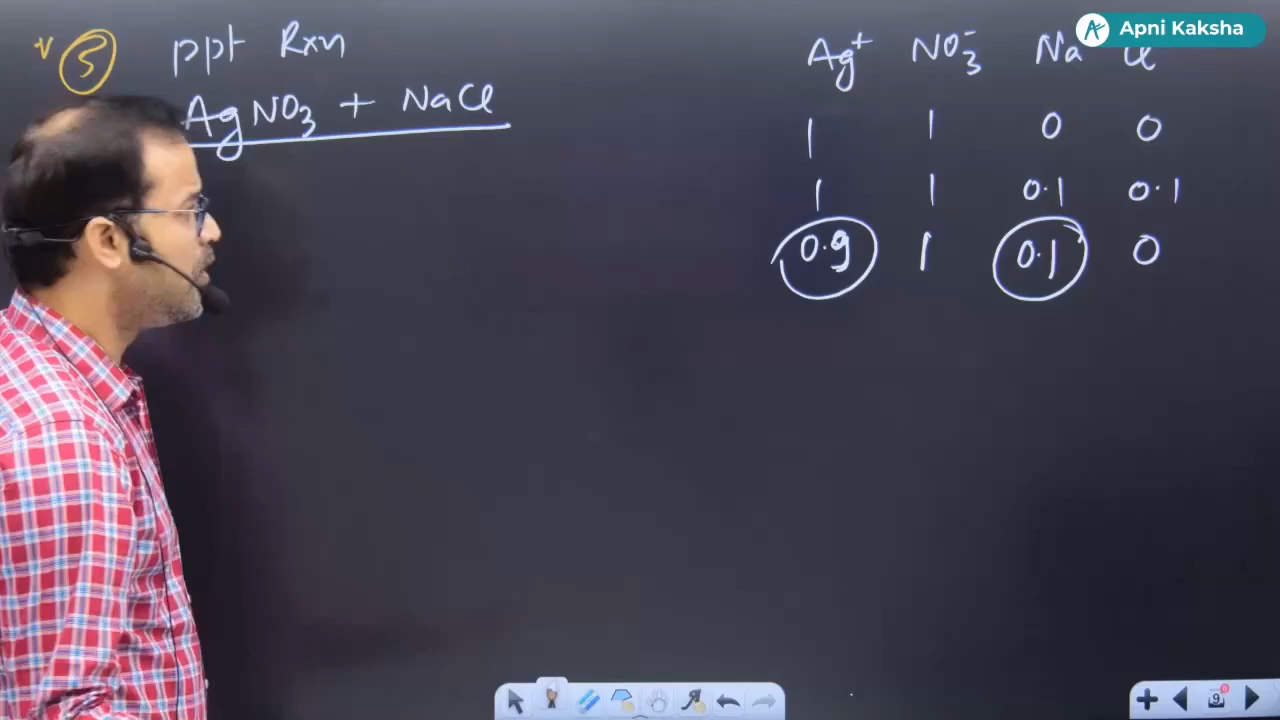 Apni Kaksha
5 ppt Rxn
AgNO₃ + NaCl
Ag⁺ NO₃⁻ Na Cl
1 1 0 0
1 1 0.1 0.1
0.9 1 0.1 0
9